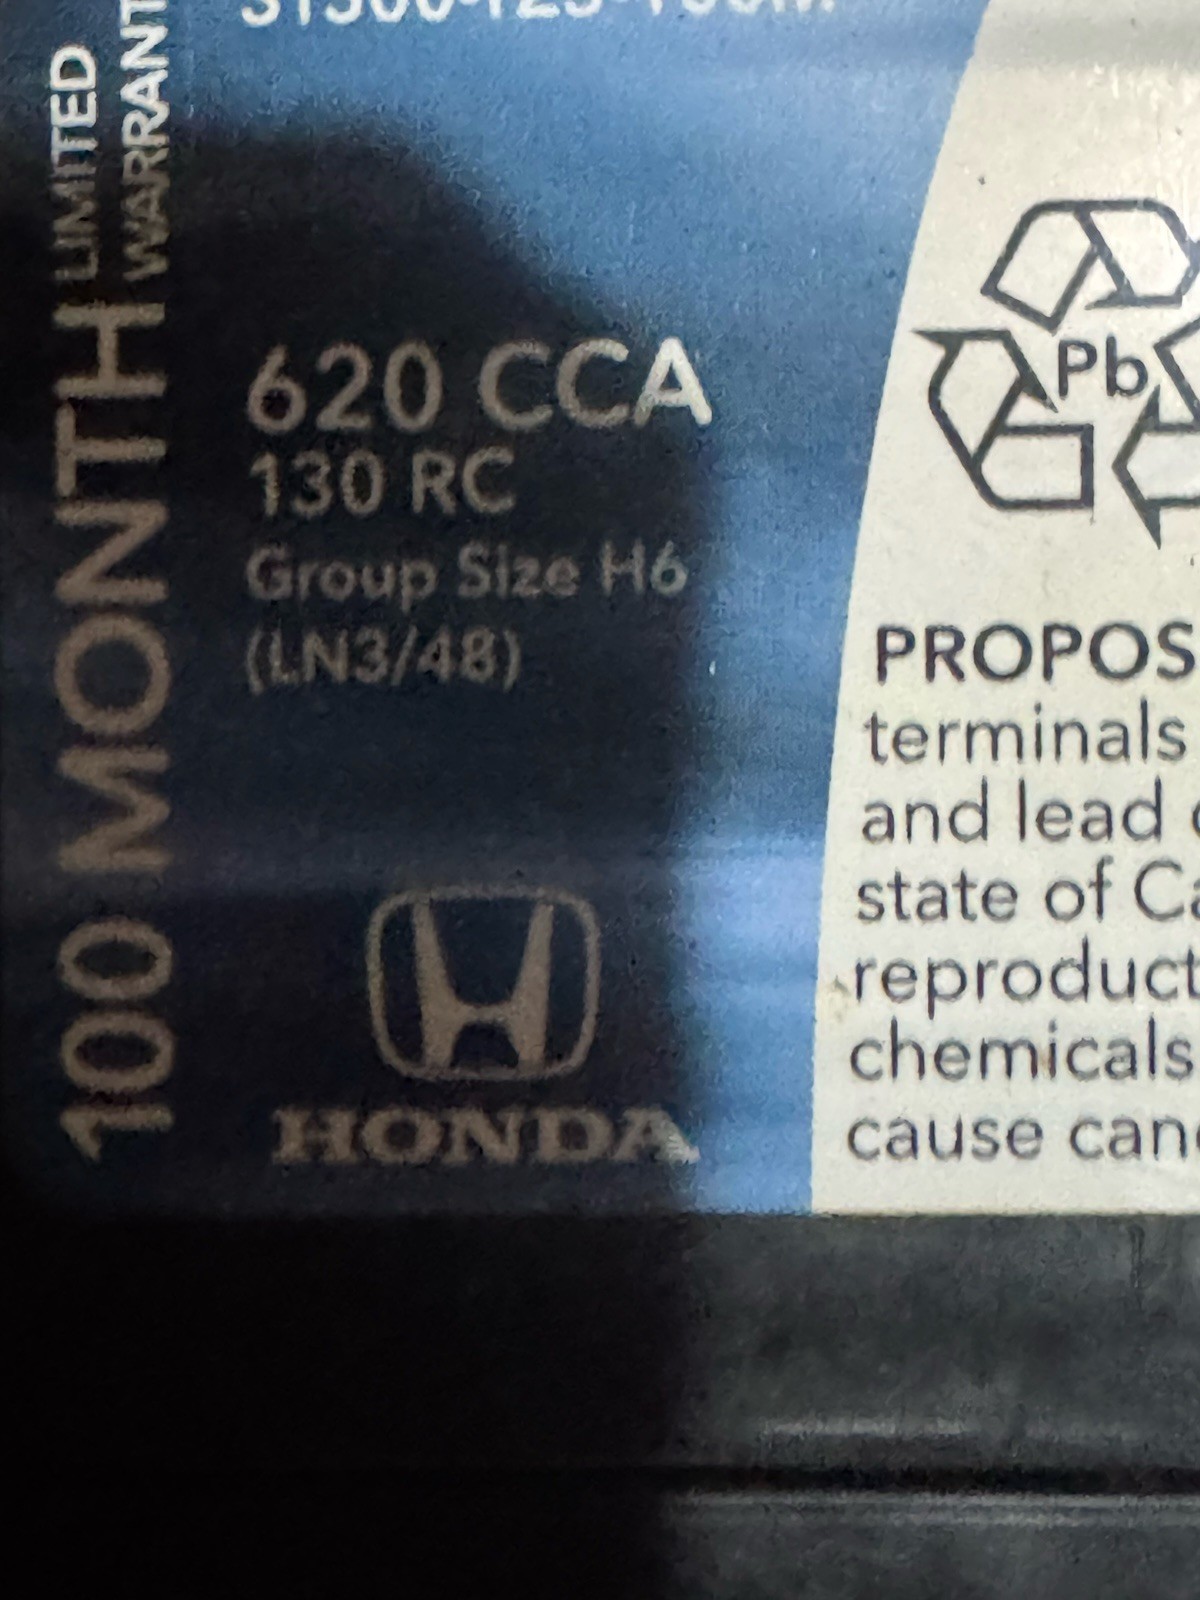 100 MONTH LIMITED
WARRANT
620 CCA
130 RC
Group Size H6
(LN3/48)
HONDA
Pb
PROPOS
terminals
and lead
state of Ca
reproduct
chemicals
cause canc